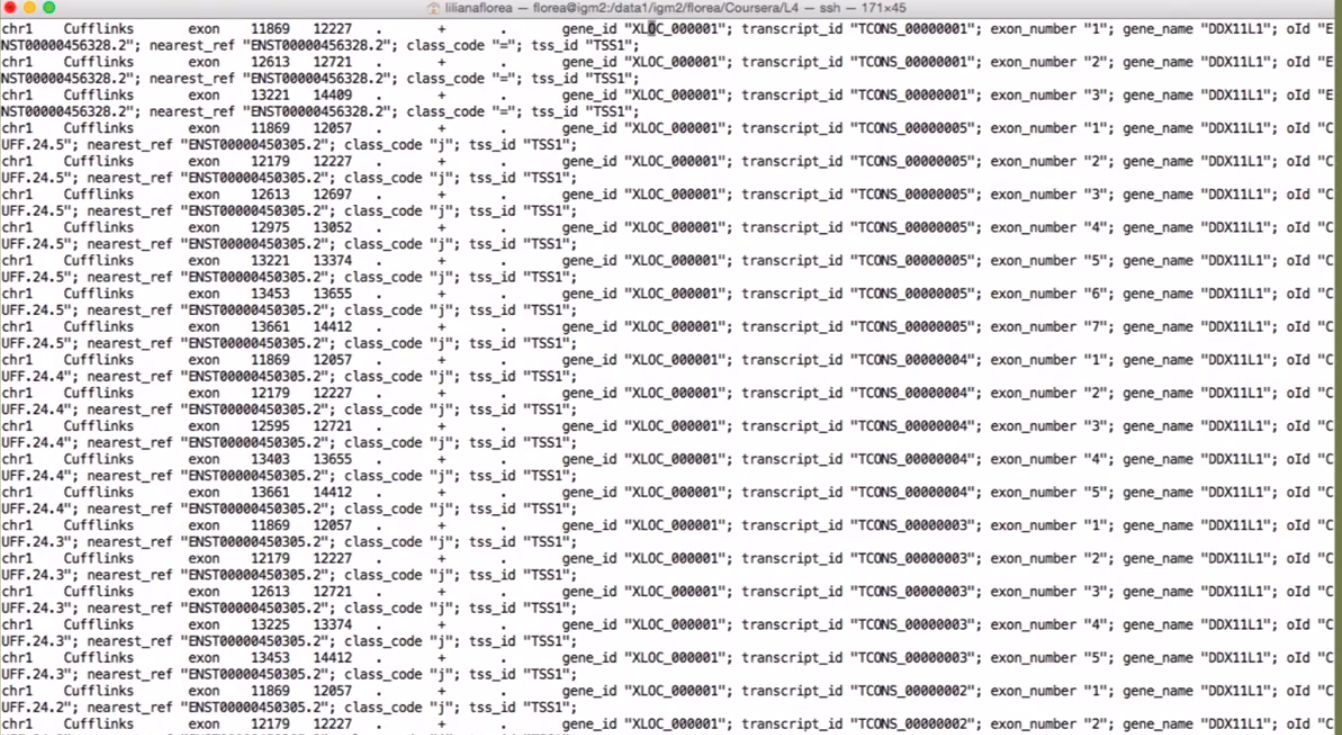 lilianaflorea — florea@igm2:/data1/igm2/florea/Coursera/L4 — ssh — 171×45
chr1 Cufflinks exon 11869 12227 . + . gene_id "XLOC_000001"; transcript_id "TCONS_00000001"; exon_number "1"; gene_name "DDX11L1"; oId "E
NST00000456328.2"; nearest_ref "ENST00000456328.2"; class_code "="; tss_id "TSS1";
chr1 Cufflinks exon 12613 12721 . + . gene_id "XLOC_000001"; transcript_id "TCONS_00000001"; exon_number "2"; gene_name "DDX11L1"; oId "E
NST00000456328.2"; nearest_ref "ENST00000456328.2"; class_code "="; tss_id "TSS1";
chr1 Cufflinks exon 13221 14409 . + . gene_id "XLOC_000001"; transcript_id "TCONS_00000001"; exon_number "3"; gene_name "DDX11L1"; oId "E
NST00000456328.2"; nearest_ref "ENST00000456328.2"; class_code "="; tss_id "TSS1";
chr1 Cufflinks exon 11869 12057 . + . gene_id "XLOC_000001"; transcript_id "TCONS_00000005"; exon_number "1"; gene_name "DDX11L1"; oId "C
UFF.24.5"; nearest_ref "ENST00000450305.2"; class_code "j"; tss_id "TSS1";
chr1 Cufflinks exon 12179 12227 . + . gene_id "XLOC_000001"; transcript_id "TCONS_00000005"; exon_number "2"; gene_name "DDX11L1"; oId "C
UFF.24.5"; nearest_ref "ENST00000450305.2"; class_code "j"; tss_id "TSS1";
chr1 Cufflinks exon 12613 12697 . + . gene_id "XLOC_000001"; transcript_id "TCONS_00000005"; exon_number "3"; gene_name "DDX11L1"; oId "C
UFF.24.5"; nearest_ref "ENST00000450305.2"; class_code "j"; tss_id "TSS1";
chr1 Cufflinks exon 12975 13052 . + . gene_id "XLOC_000001"; transcript_id "TCONS_00000005"; exon_number "4"; gene_name "DDX11L1"; oId "C
UFF.24.5"; nearest_ref "ENST00000450305.2"; class_code "j"; tss_id "TSS1";
chr1 Cufflinks exon 13221 13374 . + . gene_id "XLOC_000001"; transcript_id "TCONS_00000005"; exon_number "5"; gene_name "DDX11L1"; oId "C
UFF.24.5"; nearest_ref "ENST00000450305.2"; class_code "j"; tss_id "TSS1";
chr1 Cufflinks exon 13453 13655 . + . gene_id "XLOC_000001"; transcript_id "TCONS_00000005"; exon_number "6"; gene_name "DDX11L1"; oId "C
UFF.24.5"; nearest_ref "ENST00000450305.2"; class_code "j"; tss_id "TSS1";
chr1 Cufflinks exon 13661 14412 . + . gene_id "XLOC_000001"; transcript_id "TCONS_00000005"; exon_number "7"; gene_name "DDX11L1"; oId "C
UFF.24.5"; nearest_ref "ENST00000450305.2"; class_code "j"; tss_id "TSS1";
chr1 Cufflinks exon 11869 12057 . + . gene_id "XLOC_000001"; transcript_id "TCONS_00000004"; exon_number "1"; gene_name "DDX11L1"; oId "C
UFF.24.4"; nearest_ref "ENST00000450305.2"; class_code "j"; tss_id "TSS1";
chr1 Cufflinks exon 12179 12227 . + . gene_id "XLOC_000001"; transcript_id "TCONS_00000004"; exon_number "2"; gene_name "DDX11L1"; oId "C
UFF.24.4"; nearest_ref "ENST00000450305.2"; class_code "j"; tss_id "TSS1";
chr1 Cufflinks exon 12595 12721 . + . gene_id "XLOC_000001"; transcript_id "TCONS_00000004"; exon_number "3"; gene_name "DDX11L1"; oId "C
UFF.24.4"; nearest_ref "ENST00000450305.2"; class_code "j"; tss_id "TSS1";
chr1 Cufflinks exon 13403 13655 . + . gene_id "XLOC_000001"; transcript_id "TCONS_00000004"; exon_number "4"; gene_name "DDX11L1"; oId "C
UFF.24.4"; nearest_ref "ENST00000450305.2"; class_code "j"; tss_id "TSS1";
chr1 Cufflinks exon 13661 14412 . + . gene_id "XLOC_000001"; transcript_id "TCONS_00000004"; exon_number "5"; gene_name "DDX11L1"; oId "C
UFF.24.4"; nearest_ref "ENST00000450305.2"; class_code "j"; tss_id "TSS1";
chr1 Cufflinks exon 11869 12057 . + . gene_id "XLOC_000001"; transcript_id "TCONS_00000003"; exon_number "1"; gene_name "DDX11L1"; oId "C
UFF.24.3"; nearest_ref "ENST00000450305.2"; class_code "j"; tss_id "TSS1";
chr1 Cufflinks exon 12179 12227 . + . gene_id "XLOC_000001"; transcript_id "TCONS_00000003"; exon_number "2"; gene_name "DDX11L1"; oId "C
UFF.24.3"; nearest_ref "ENST00000450305.2"; class_code "j"; tss_id "TSS1";
chr1 Cufflinks exon 12613 12721 . + . gene_id "XLOC_000001"; transcript_id "TCONS_00000003"; exon_number "3"; gene_name "DDX11L1"; oId "C
UFF.24.3"; nearest_ref "ENST00000450305.2"; class_code "j"; tss_id "TSS1";
chr1 Cufflinks exon 13225 13374 . + . gene_id "XLOC_000001"; transcript_id "TCONS_00000003"; exon_number "4"; gene_name "DDX11L1"; oId "C
UFF.24.3"; nearest_ref "ENST00000450305.2"; class_code "j"; tss_id "TSS1";
chr1 Cufflinks exon 13453 14412 . + . gene_id "XLOC_000001"; transcript_id "TCONS_00000003"; exon_number "5"; gene_name "DDX11L1"; oId "C
UFF.24.3"; nearest_ref "ENST00000450305.2"; class_code "j"; tss_id "TSS1";
chr1 Cufflinks exon 11869 12057 . + . gene_id "XLOC_000001"; transcript_id "TCONS_00000002"; exon_number "1"; gene_name "DDX11L1"; oId "C
UFF.24.2"; nearest_ref "ENST00000450305.2"; class_code "j"; tss_id "TSS1";
chr1 Cufflinks exon 12179 12227 . + . gene_id "XLOC_000001"; transcript_id "TCONS_00000002"; exon_number "2"; gene_name "DDX11L1"; oId "C